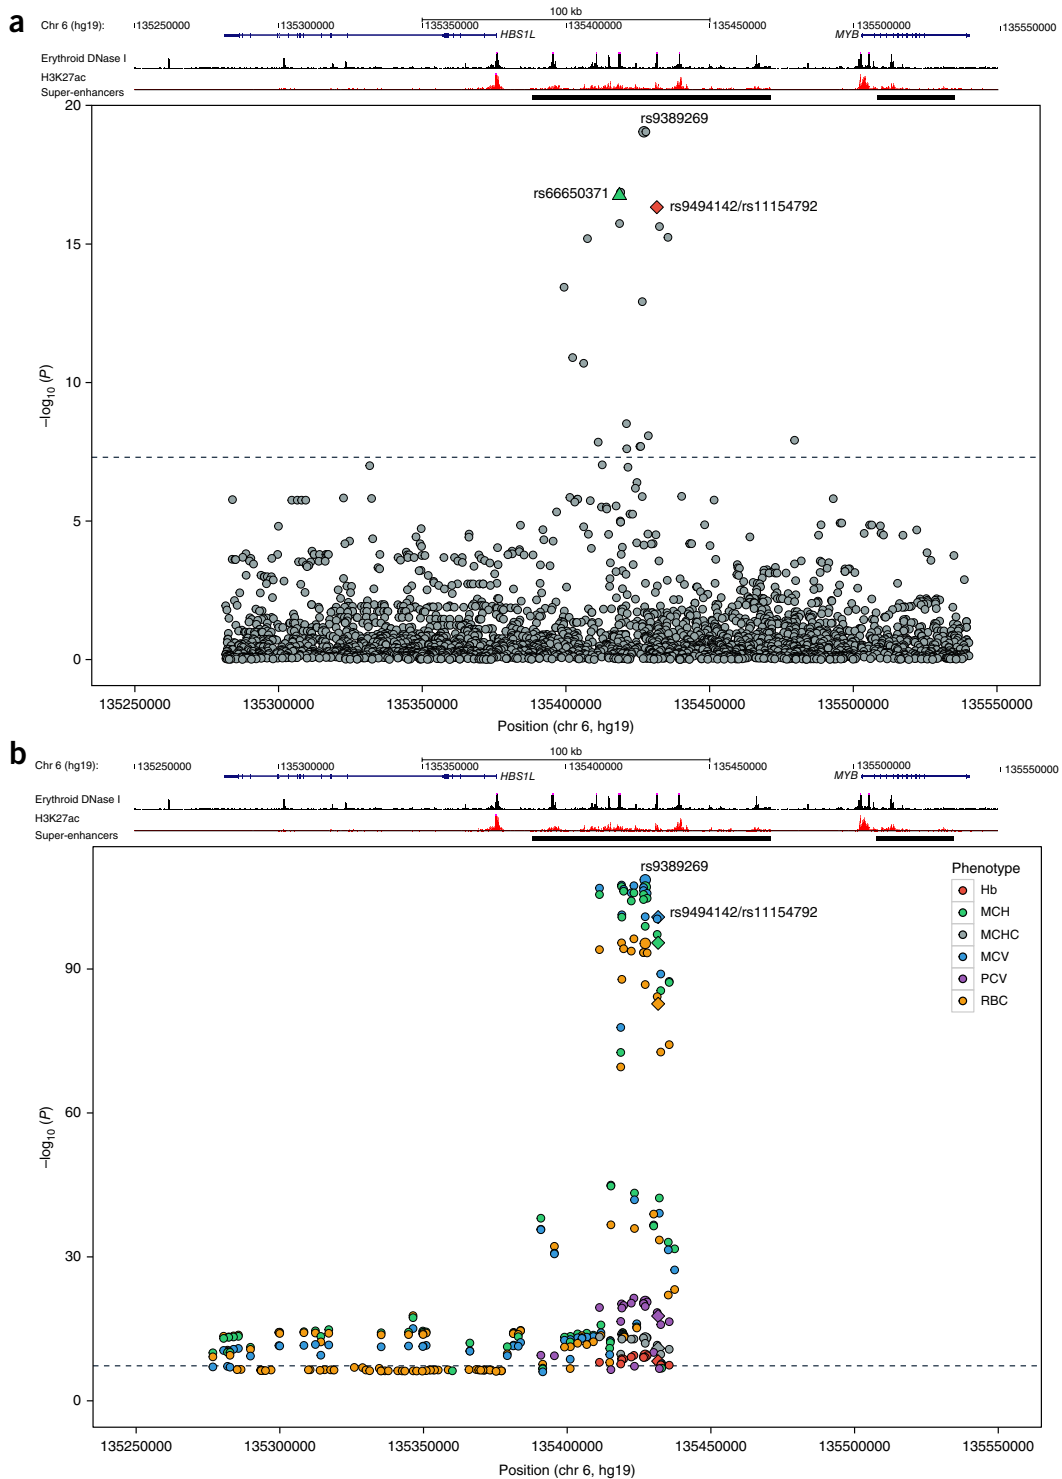 a
100 kb
Chr 6 (hg19):
135250000
135300000
135350000
135400000
135450000
135500000
135550000
HBS1L
MYB
Erythroid DNase I
H3K27ac
Super-enhancers
20
15
10
5
0
–log10 (P)
rs9389269
rs66650371
rs9494142/rs11154792
135250000
135300000
135350000
135400000
135450000
135500000
135550000
Position (chr 6, hg19)
b
100 kb
Chr 6 (hg19):
135250000
135300000
135350000
135400000
135450000
135500000
135550000
HBS1L
MYB
Erythroid DNase I
H3K27ac
Super-enhancers
90
60
30
0
–log10 (P)
rs9389269
rs9494142/rs11154792
Phenotype
Hb
MCH
MCHC
MCV
PCV
RBC
135250000
135300000
135350000
135400000
135450000
135500000
135550000
Position (chr 6, hg19)